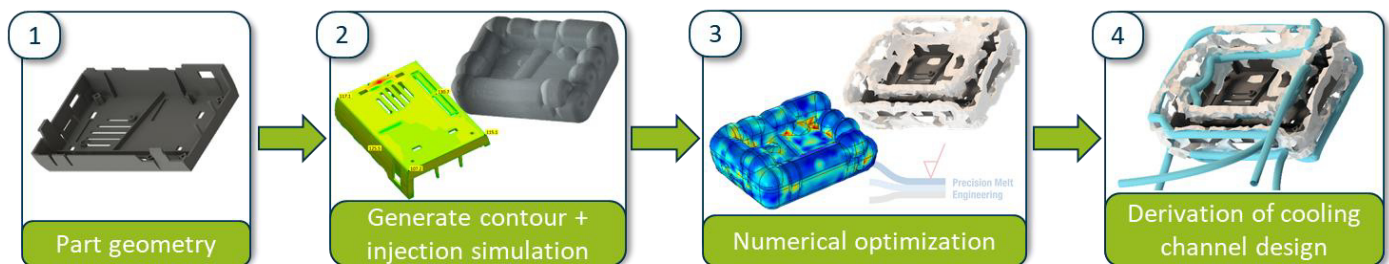 1
Part geometry
2
Generate contour +
injection simulation
3
Precision Melt
Engineering
Numerical optimization
4
Derivation of cooling
channel design